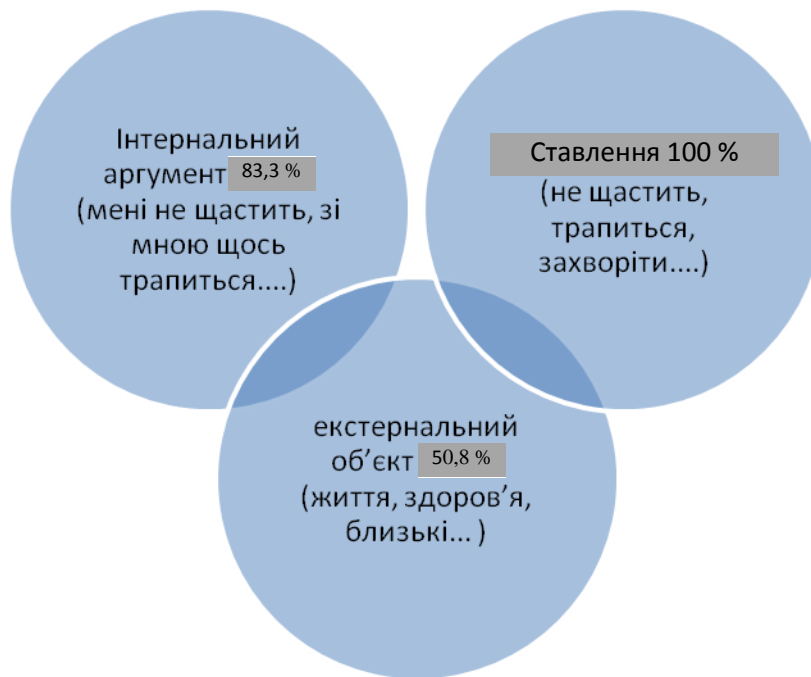 Інтернальний
аргумент 83,3 %
(мені не щастить, зі
мною щось
трапиться....)
Ставлення 100 %
(не щастить,
трапиться,
захворіти....)
екстернальний
об’єкт 50,8 %
(життя, здоров’я,
близькі... )